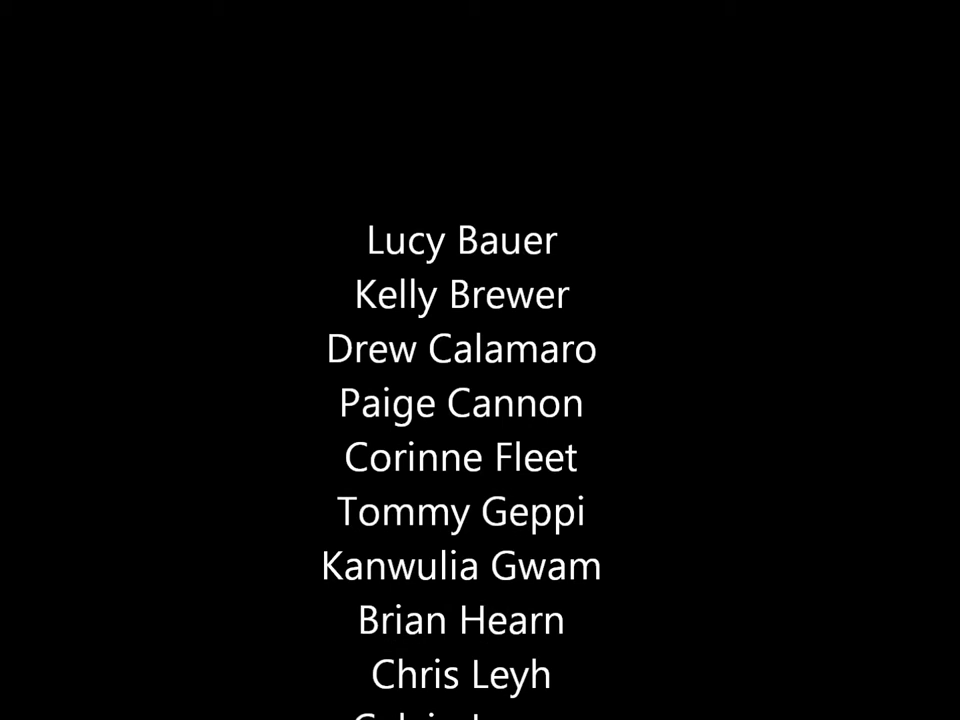 Lucy Bauer
Kelly Brewer
Drew Calamaro
Paige Cannon
Corinne Fleet
Tommy Geppi
Kanwulia Gwam
Brian Hearn
Chris Leyh